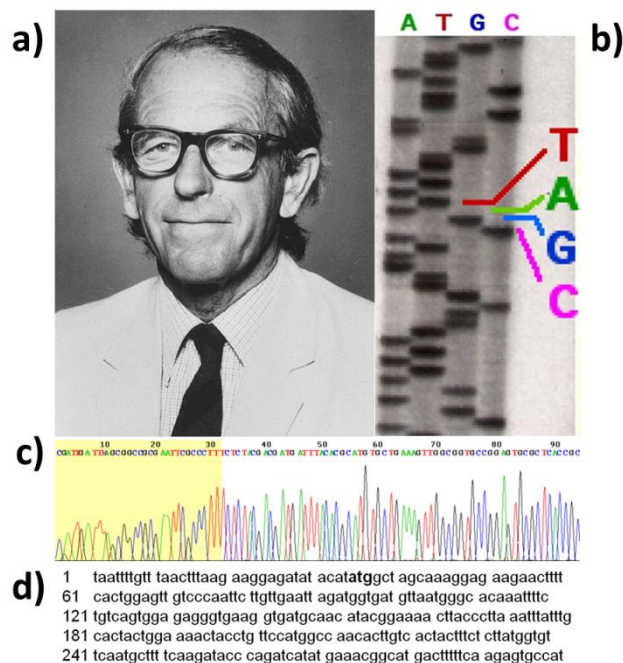 a)
A T G C
b)
T
A
G
C
c)
10 20 30 40 50 60 70 80 90
d)
1 taattttgtt taactttaag aaggagatat acatatggct agcaaaggag aagaactttt
61 cactggagtt gtcccaattc ttgttgaatt agatggtgat gttaatgggc acaaattttc
121 tgtcagtgga gagggtgaag gtgatgcaac atacggaaaa cttaccctta aatttatttg
181 cactactgga aaactacctg ttccatggcc aacacttgtc actactttct cttatggtgt
241 tcaatgcttt tcaagatacc cagatcatat gaaacggcat gactttttca agagtgccat